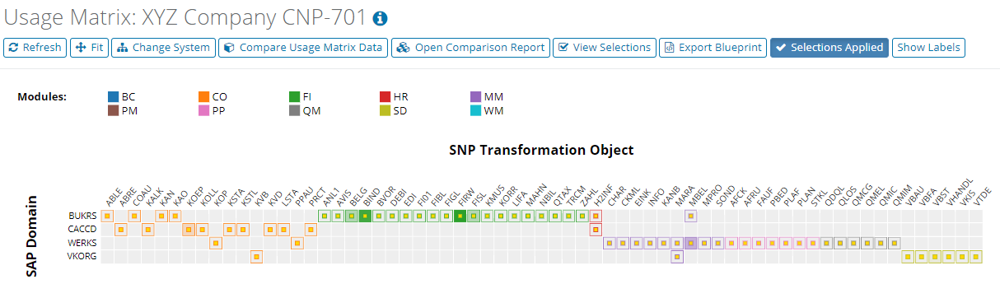 Usage Matrix: XYZ Company CNP-701
Refresh Fit Change System Compare Usage Matrix Data Open Comparison Report View Selections Export Blueprint Selections Applied Show Labels
Modules: BC CO FI HR MM
PM PP QM SD WM
SNP Transformation Object
ABLE ABRE COAU KALK KAN KAO KOEP KOLL KOP KSTA KSTL KVB KVD LSTA PPAU PRCT ANL1 AVIS BELG BIND BVOR DEBI EDI FI01 FIBL FIGL FIRW FISL KMUS KORR LIFA MAHN NBIL QTAX TRCM ZAHL H2INF CHAR CKML EINK INFO KANB MARA MBEL MPRO SOND AFCK AFRU FAUF PBED PLAF PLAN STKL QDQL QLOS QMCG QMEL QMIC QMIM VBAU VBFA VBST VHANDL VKIS VTDE
SAP Domain
BUKRS
CACCD
WERKS
VKORG